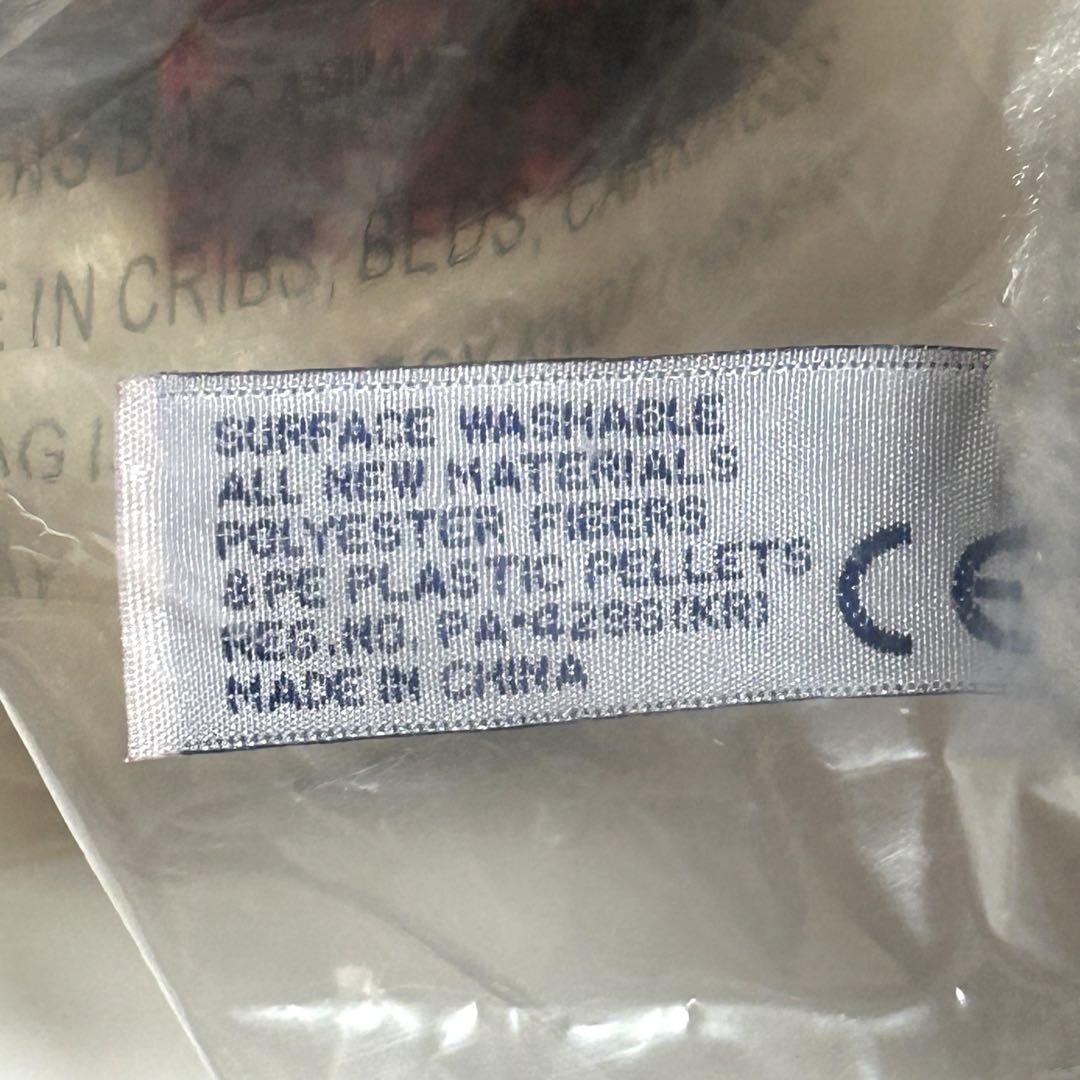 IN CRIBS, BEDS,
SURFACE WASHABLE
ALL NEW MATERIALS
POLYESTER FIBERS
& PE PLASTIC PELLETS
REG.NO. PA-4296(KR)
MADE IN CHINA
CE